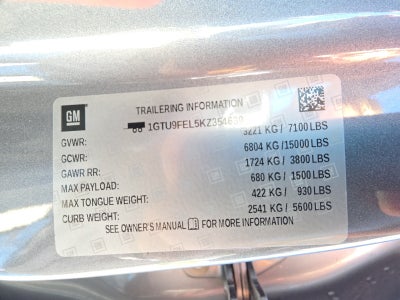 GM
TRAILERING INFORMATION
1GTU9FEL5KZ354639
GVWR: 3221 KG / 7100 LBS
GCWR: 6804 KG / 15000 LBS
GAWR RR: 1724 KG / 3800 LBS
MAX PAYLOAD: 680 KG / 1500 LBS
MAX TONGUE WEIGHT: 422 KG / 930 LBS
CURB WEIGHT: 2541 KG / 5600 LBS
SEE OWNER'S MANUAL FOR MORE INFORMATION